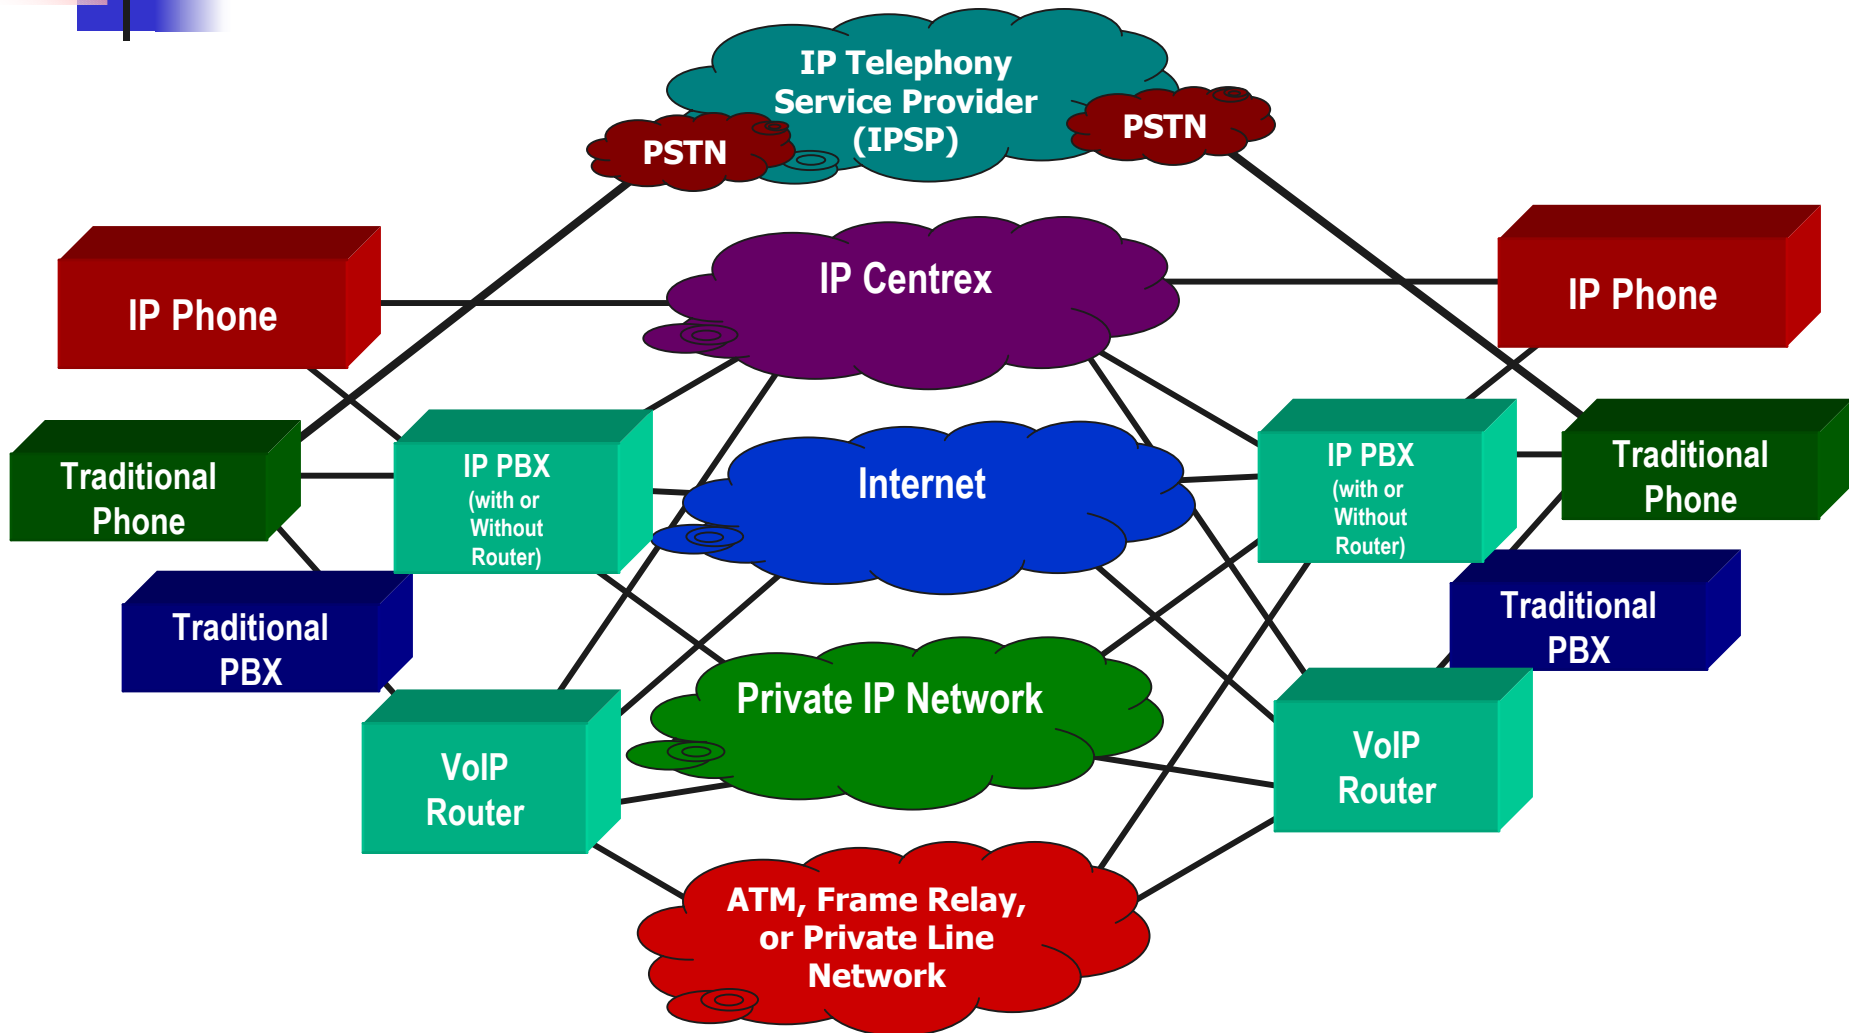 IP Telephony
Service Provider
(IPSP)
PSTN
PSTN
IP Centrex
IP Phone
IP Phone
Traditional
Phone
IP PBX
(with or
Without
Router)
Internet
IP PBX
(with or
Without
Router)
Traditional
Phone
Traditional
PBX
Traditional
PBX
Private IP Network
VoIP
Router
VoIP
Router
ATM, Frame Relay,
or Private Line
Network